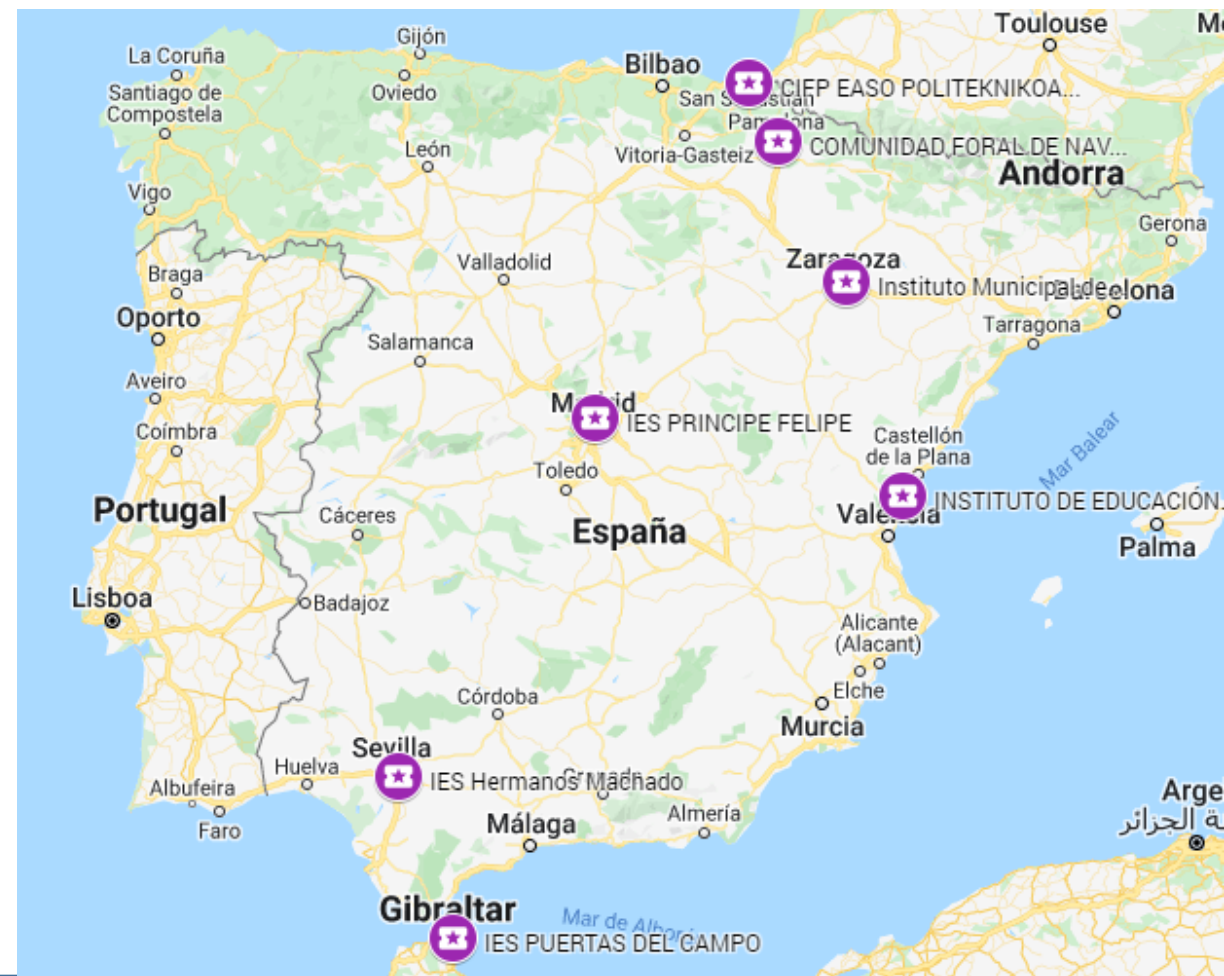 Toulouse
Gijón
La Coruña
Bilbao
Santiago de
Compostela
Oviedo
CIEP EASO POLITEKNIKOA...
San
Pamplona
León
Vitoria-Gasteiz
COMUNIDAD FORAL DE NAV...
Andorra
Vigo
Gerona
Valladolid
Zaragoza
Braga
Instituto Municipal de
Oporto
Tarragona
Salamanca
Aveiro
Madrid
IES PRINCIPE FELIPE
Coímbra
Castellón
de la Plana
Mar Balear
Toledo
INSTITUTO DE EDUCACIÓN
Portugal
Cáceres
España
Valencia
Palma
Lisboa
Badajoz
Alicante
(Alacant)
Elche
Córdoba
Murcia
Sevilla
Huelva
IES Hermanos Machado
Albufeira
Faro
Málaga
Almería
Arge
الجزائر
Gibraltar
Mar de
IES PUERTAS DEL CAMPO